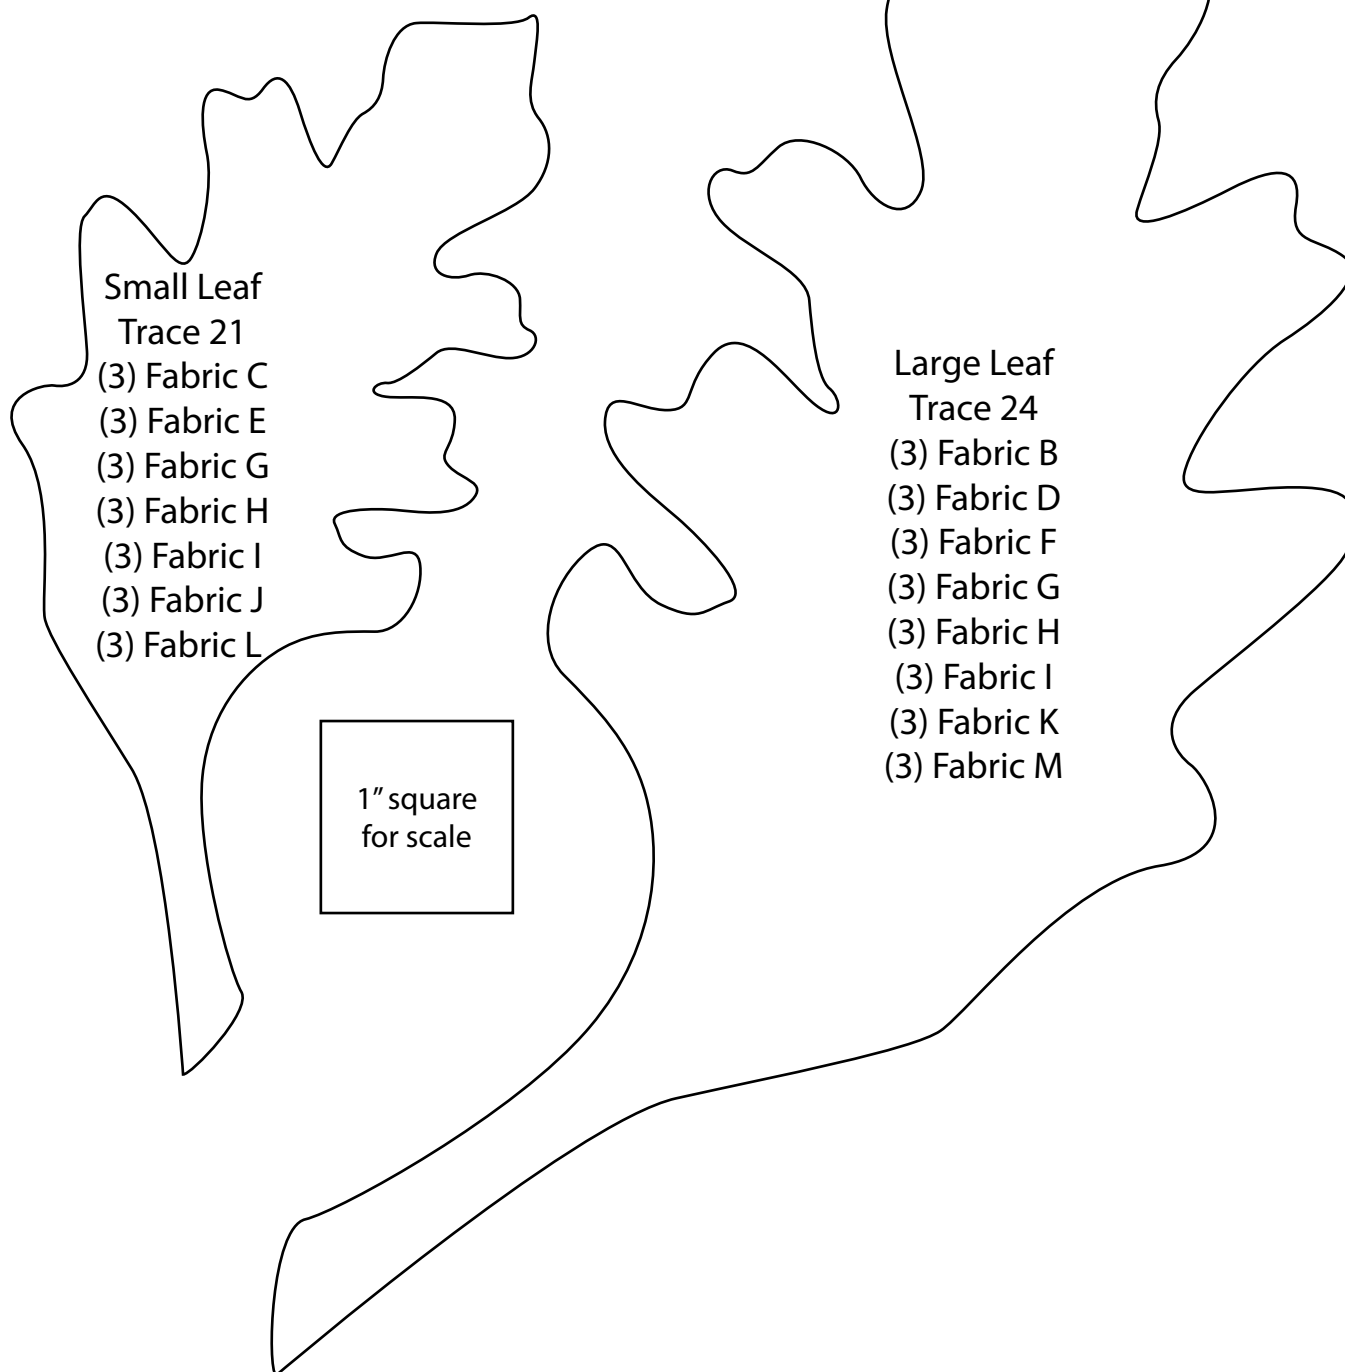 Small Leaf
Trace 21
(3) Fabric C
(3) Fabric E
(3) Fabric G
(3) Fabric H
(3) Fabric I
(3) Fabric J
(3) Fabric L
1” square
for scale
Large Leaf
Trace 24
(3) Fabric B
(3) Fabric D
(3) Fabric F
(3) Fabric G
(3) Fabric H
(3) Fabric I
(3) Fabric K
(3) Fabric M